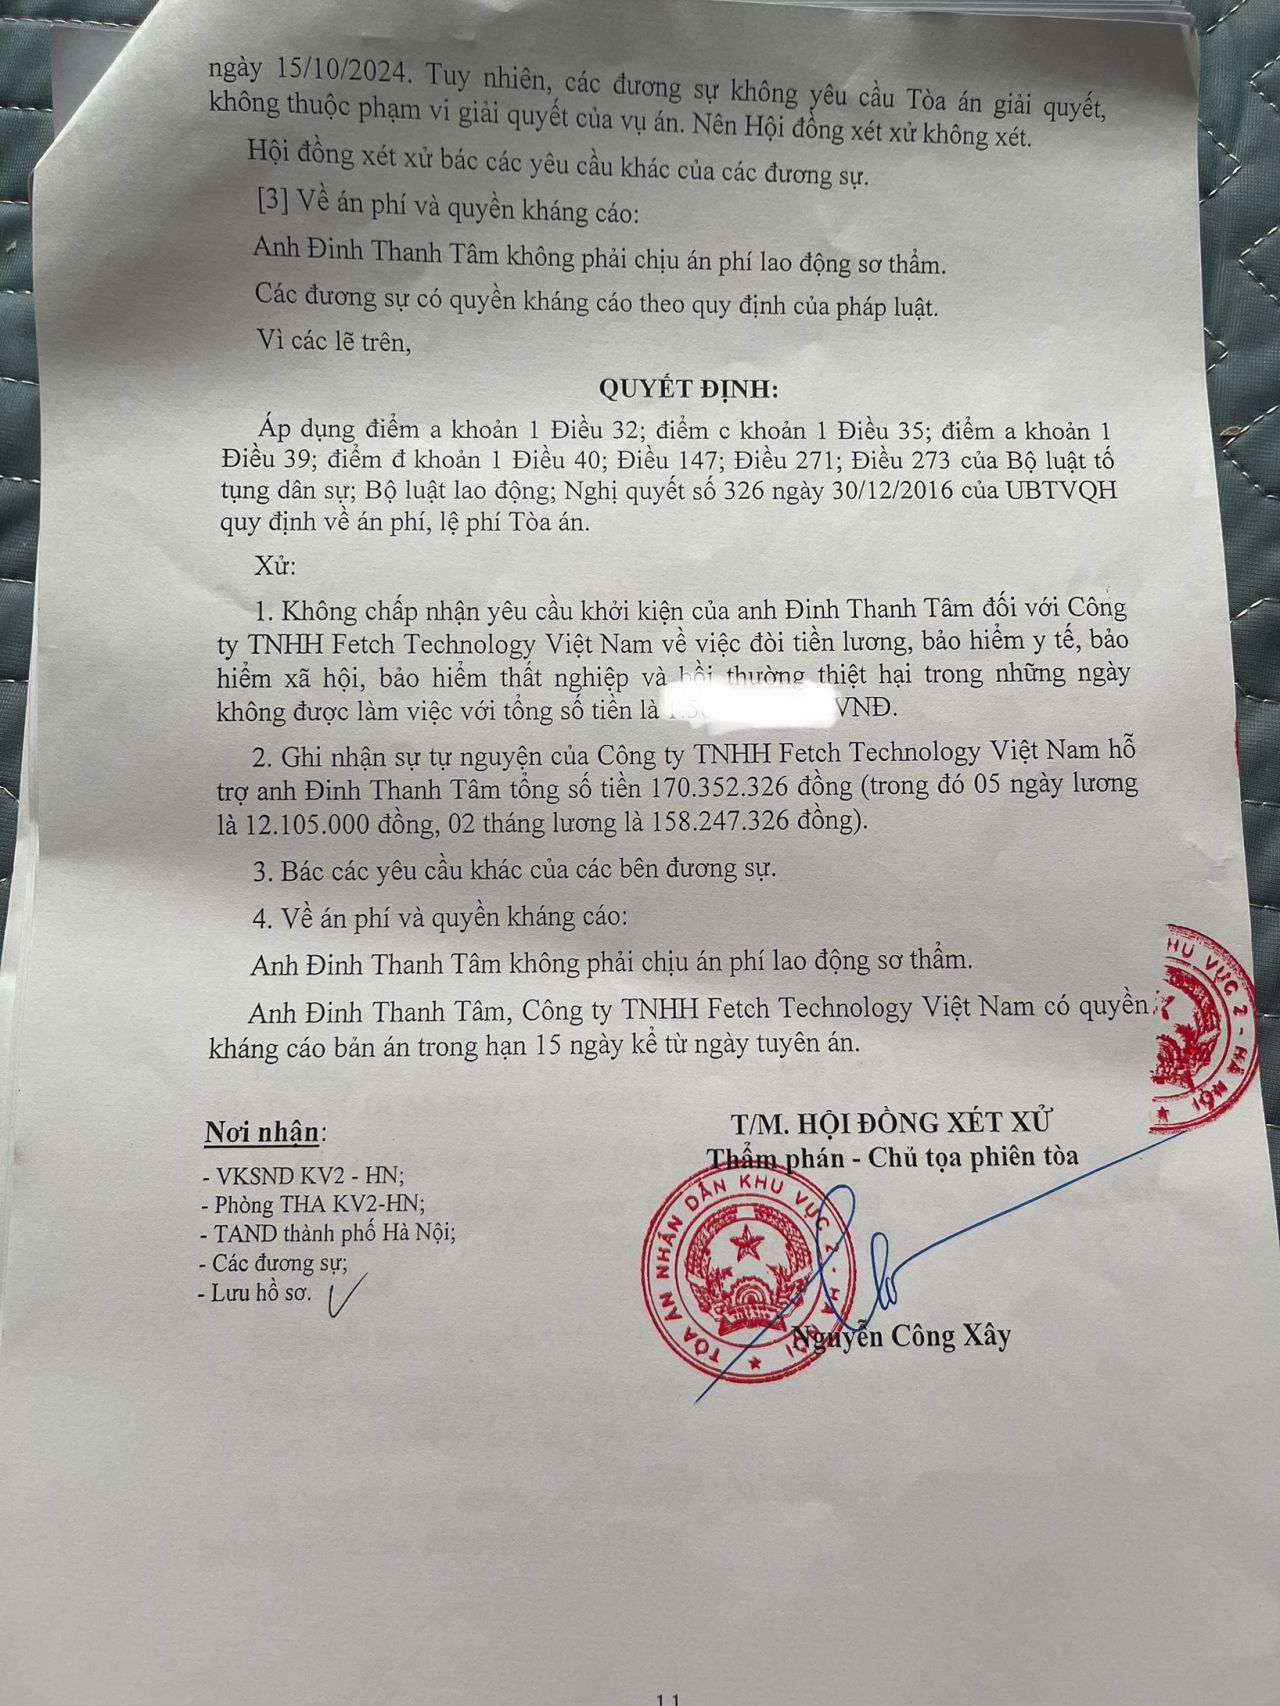 ngày 15/10/2024. Tuy nhiên, các đương sự không yêu cầu Tòa án giải quyết,
không thuộc phạm vi giải quyết của vụ án. Nên Hội đồng xét xử không xét.
Hội đồng xét xử bác các yêu cầu khác của các đương sự.
[3] Về án phí và quyền kháng cáo:
Anh Đinh Thanh Tâm không phải chịu án phí lao động sơ thẩm.
Các đương sự có quyền kháng cáo theo quy định của pháp luật.
Vì các lẽ trên,
QUYẾT ĐỊNH:
Áp dụng điểm a khoản 1 Điều 32; điểm c khoản 1 Điều 35; điểm a khoản 1
Điều 39; điểm đ khoản 1 Điều 40; Điều 147; Điều 271; Điều 273 của Bộ luật tố
tụng dân sự; Bộ luật lao động; Nghị quyết số 326 ngày 30/12/2016 của UBTVQH
quy định về án phí, lệ phí Tòa án.
Xử:
1. Không chấp nhận yêu cầu khởi kiện của anh Đinh Thanh Tâm đối với Công
ty TNHH Fetch Technology Việt Nam về việc đòi tiền lương, bảo hiểm y tế, bảo
hiểm xã hội, bảo hiểm thất nghiệp và bồi thường thiệt hại trong những ngày
không được làm việc với tổng số tiền là VNĐ.
2. Ghi nhận sự tự nguyện của Công ty TNHH Fetch Technology Việt Nam hỗ
trợ anh Đinh Thanh Tâm tổng số tiền 170.352.326 đồng (trong đó 05 ngày lương
là 12.105.000 đồng, 02 tháng lương là 158.247.326 đồng).
3. Bác các yêu cầu khác của các bên đương sự.
4. Về án phí và quyền kháng cáo:
Anh Đinh Thanh Tâm không phải chịu án phí lao động sơ thẩm.
Anh Đinh Thanh Tâm, Công ty TNHH Fetch Technology Việt Nam có quyền
kháng cáo bản án trong hạn 15 ngày kể từ ngày tuyên án.
KHU VỰC 2 - HÀ NỘI
Nơi nhận:
- VKSND KV2 - HN;
- Phòng THA KV2-HN;
- TAND thành phố Hà Nội;
- Các đương sự;
- Lưu hồ sơ.
T/M. HỘI ĐỒNG XÉT XỬ
Thẩm phán - Chủ tọa phiên tòa
TÒA ÁN NHÂN DÂN KHU VỰC 2 - HÀ NỘI
Nguyễn Công Xây
11